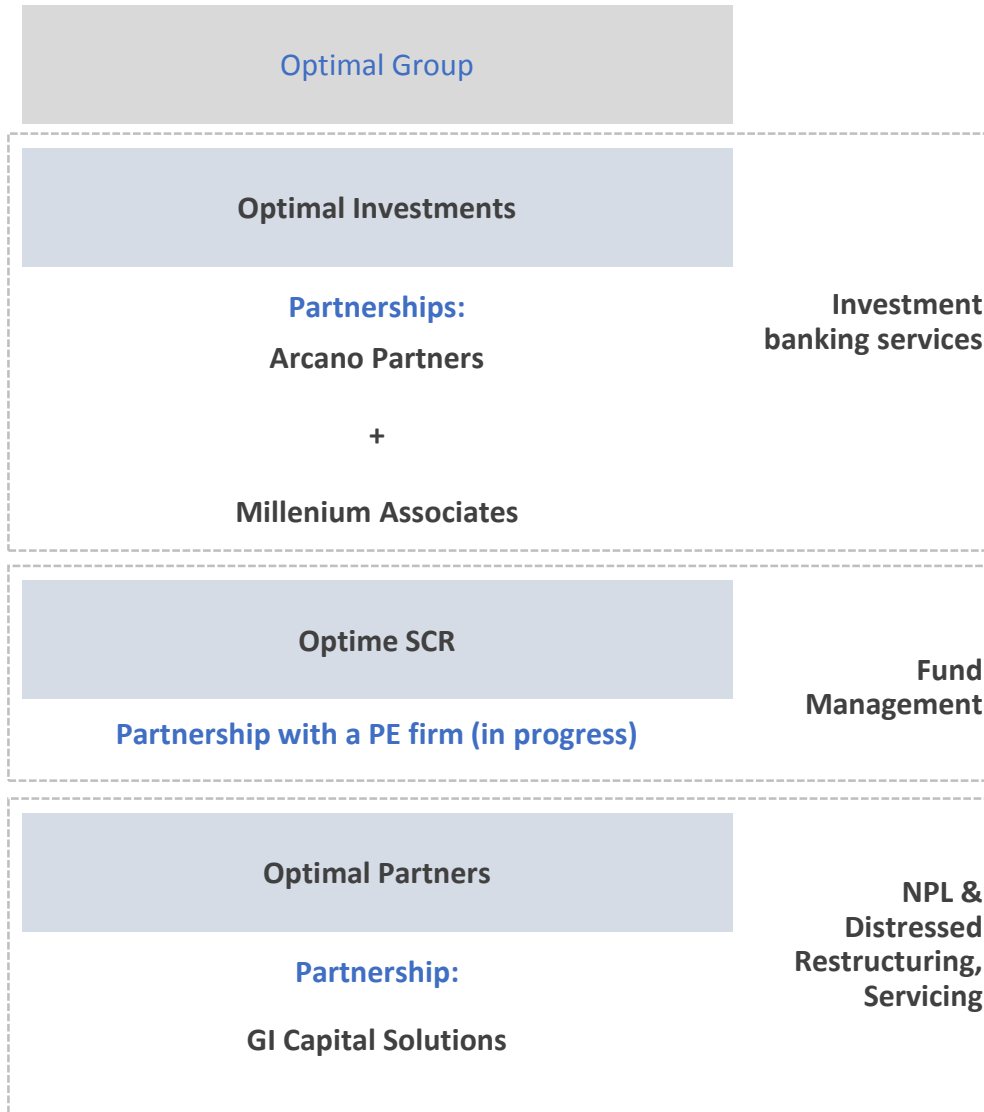 Optimal Group
Optimal Investments
Partnerships:
Arcano Partners
+
Millenium Associates
Investment
banking services
Optime SCR
Partnership with a PE firm (in progress)
Fund
Management
Optimal Partners
Partnership:
GI Capital Solutions
NPL &
Distressed
Restructuring,
Servicing